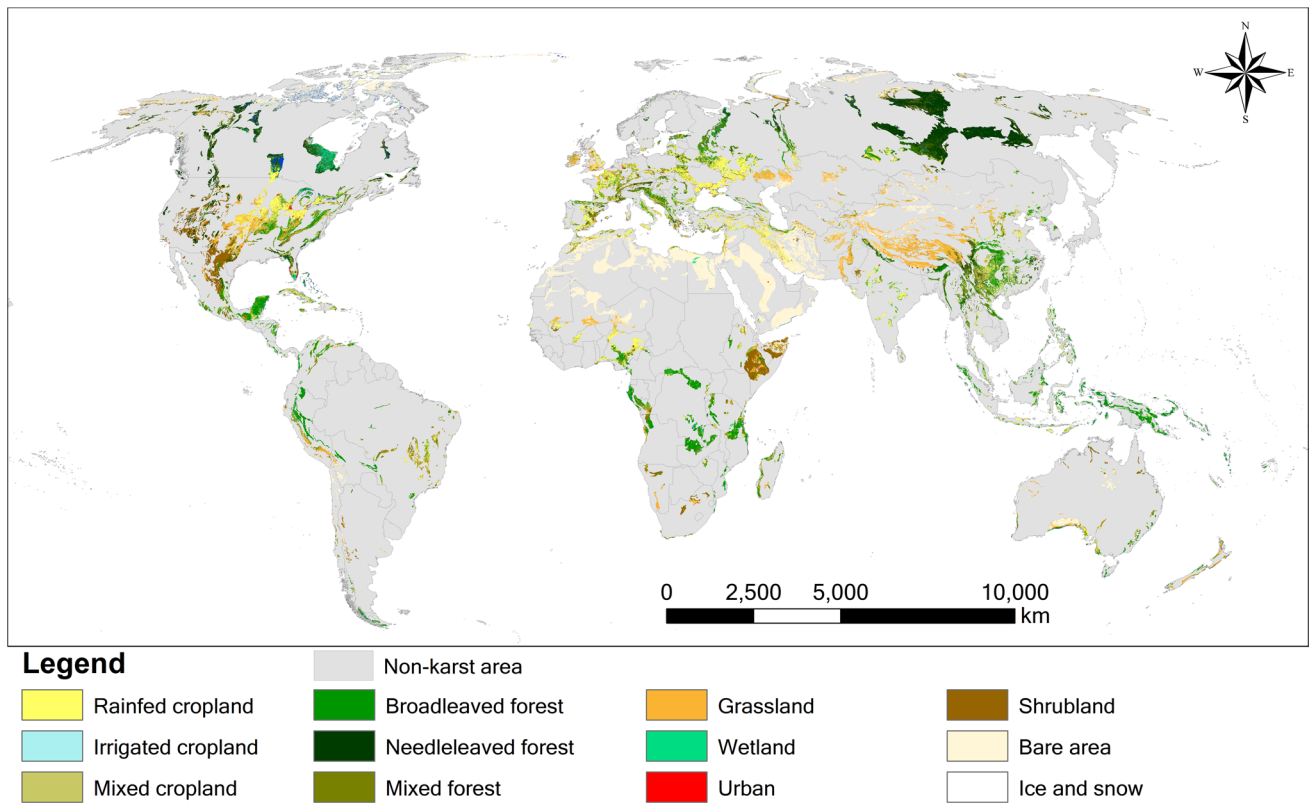 N
W E
S
0 2,500 5,000 10,000
km
Legend
Non-karst area
Rainfed cropland Broadleaved forest Grassland Shrubland
Irrigated cropland Needleleaved forest Wetland Bare area
Mixed cropland Mixed forest Urban Ice and snow